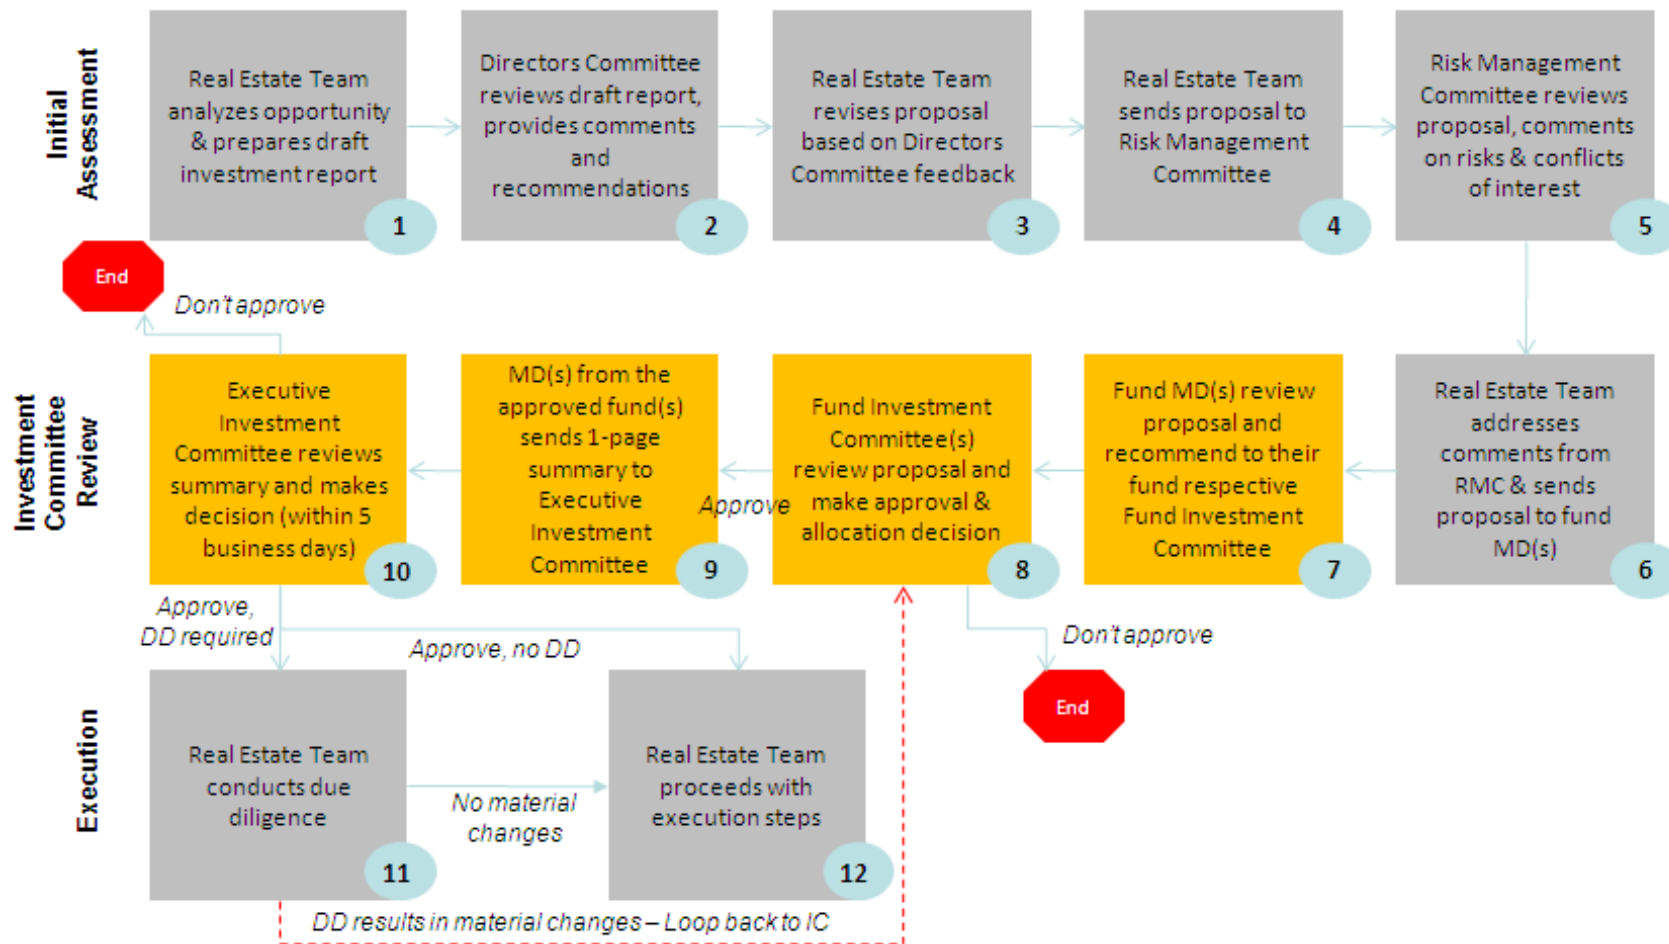 Initial
Assessment
Real Estate Team
analyzes opportunity
& prepares draft
investment report
1
Directors Committee
reviews draft report,
provides comments
and
recommendations
2
Real Estate Team
revises proposal
based on Directors
Committee feedback
3
Real Estate Team
sends proposal to
Risk Management
Committee
4
Risk Management
Committee reviews
proposal, comments
on risks & conflicts
of interest
5
End
Don't approve
Investment
Committee
Review
Executive
Investment
Committee reviews
summary and makes
decision (within 5
business days)
10
MD(s) from the
approved fund(s)
sends 1-page
summary to
Executive
Investment
Committee
9
Approve
Fund Investment
Committee(s)
review proposal and
make approval &
allocation decision
8
Fund MD(s) review
proposal and
recommend to their
fund respective
Fund Investment
Committee
7
Real Estate Team
addresses
comments from
RMC & sends
proposal to fund
MD(s)
6
Approve,
DD required
Approve, no DD
Don't approve
End
Execution
Real Estate Team
conducts due
diligence
11
No material
changes
Real Estate Team
proceeds with
execution steps
12
DD results in material changes – Loop back to IC